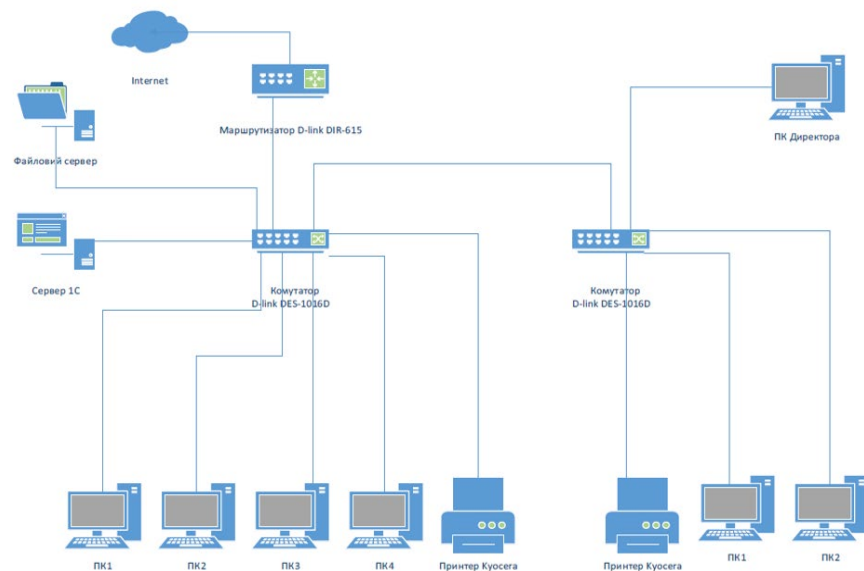 Internet
Маршрутизатор D-link DIR-615
ПК Директора
Файловий сервер
Сервер 1С
Комутатор
D-link DES-1016D
Комутатор
D-link DES-1016D
ПК1
ПК2
ПК3
ПК4
Принтер Kyocera
Принтер Kyocera
ПК1
ПК2